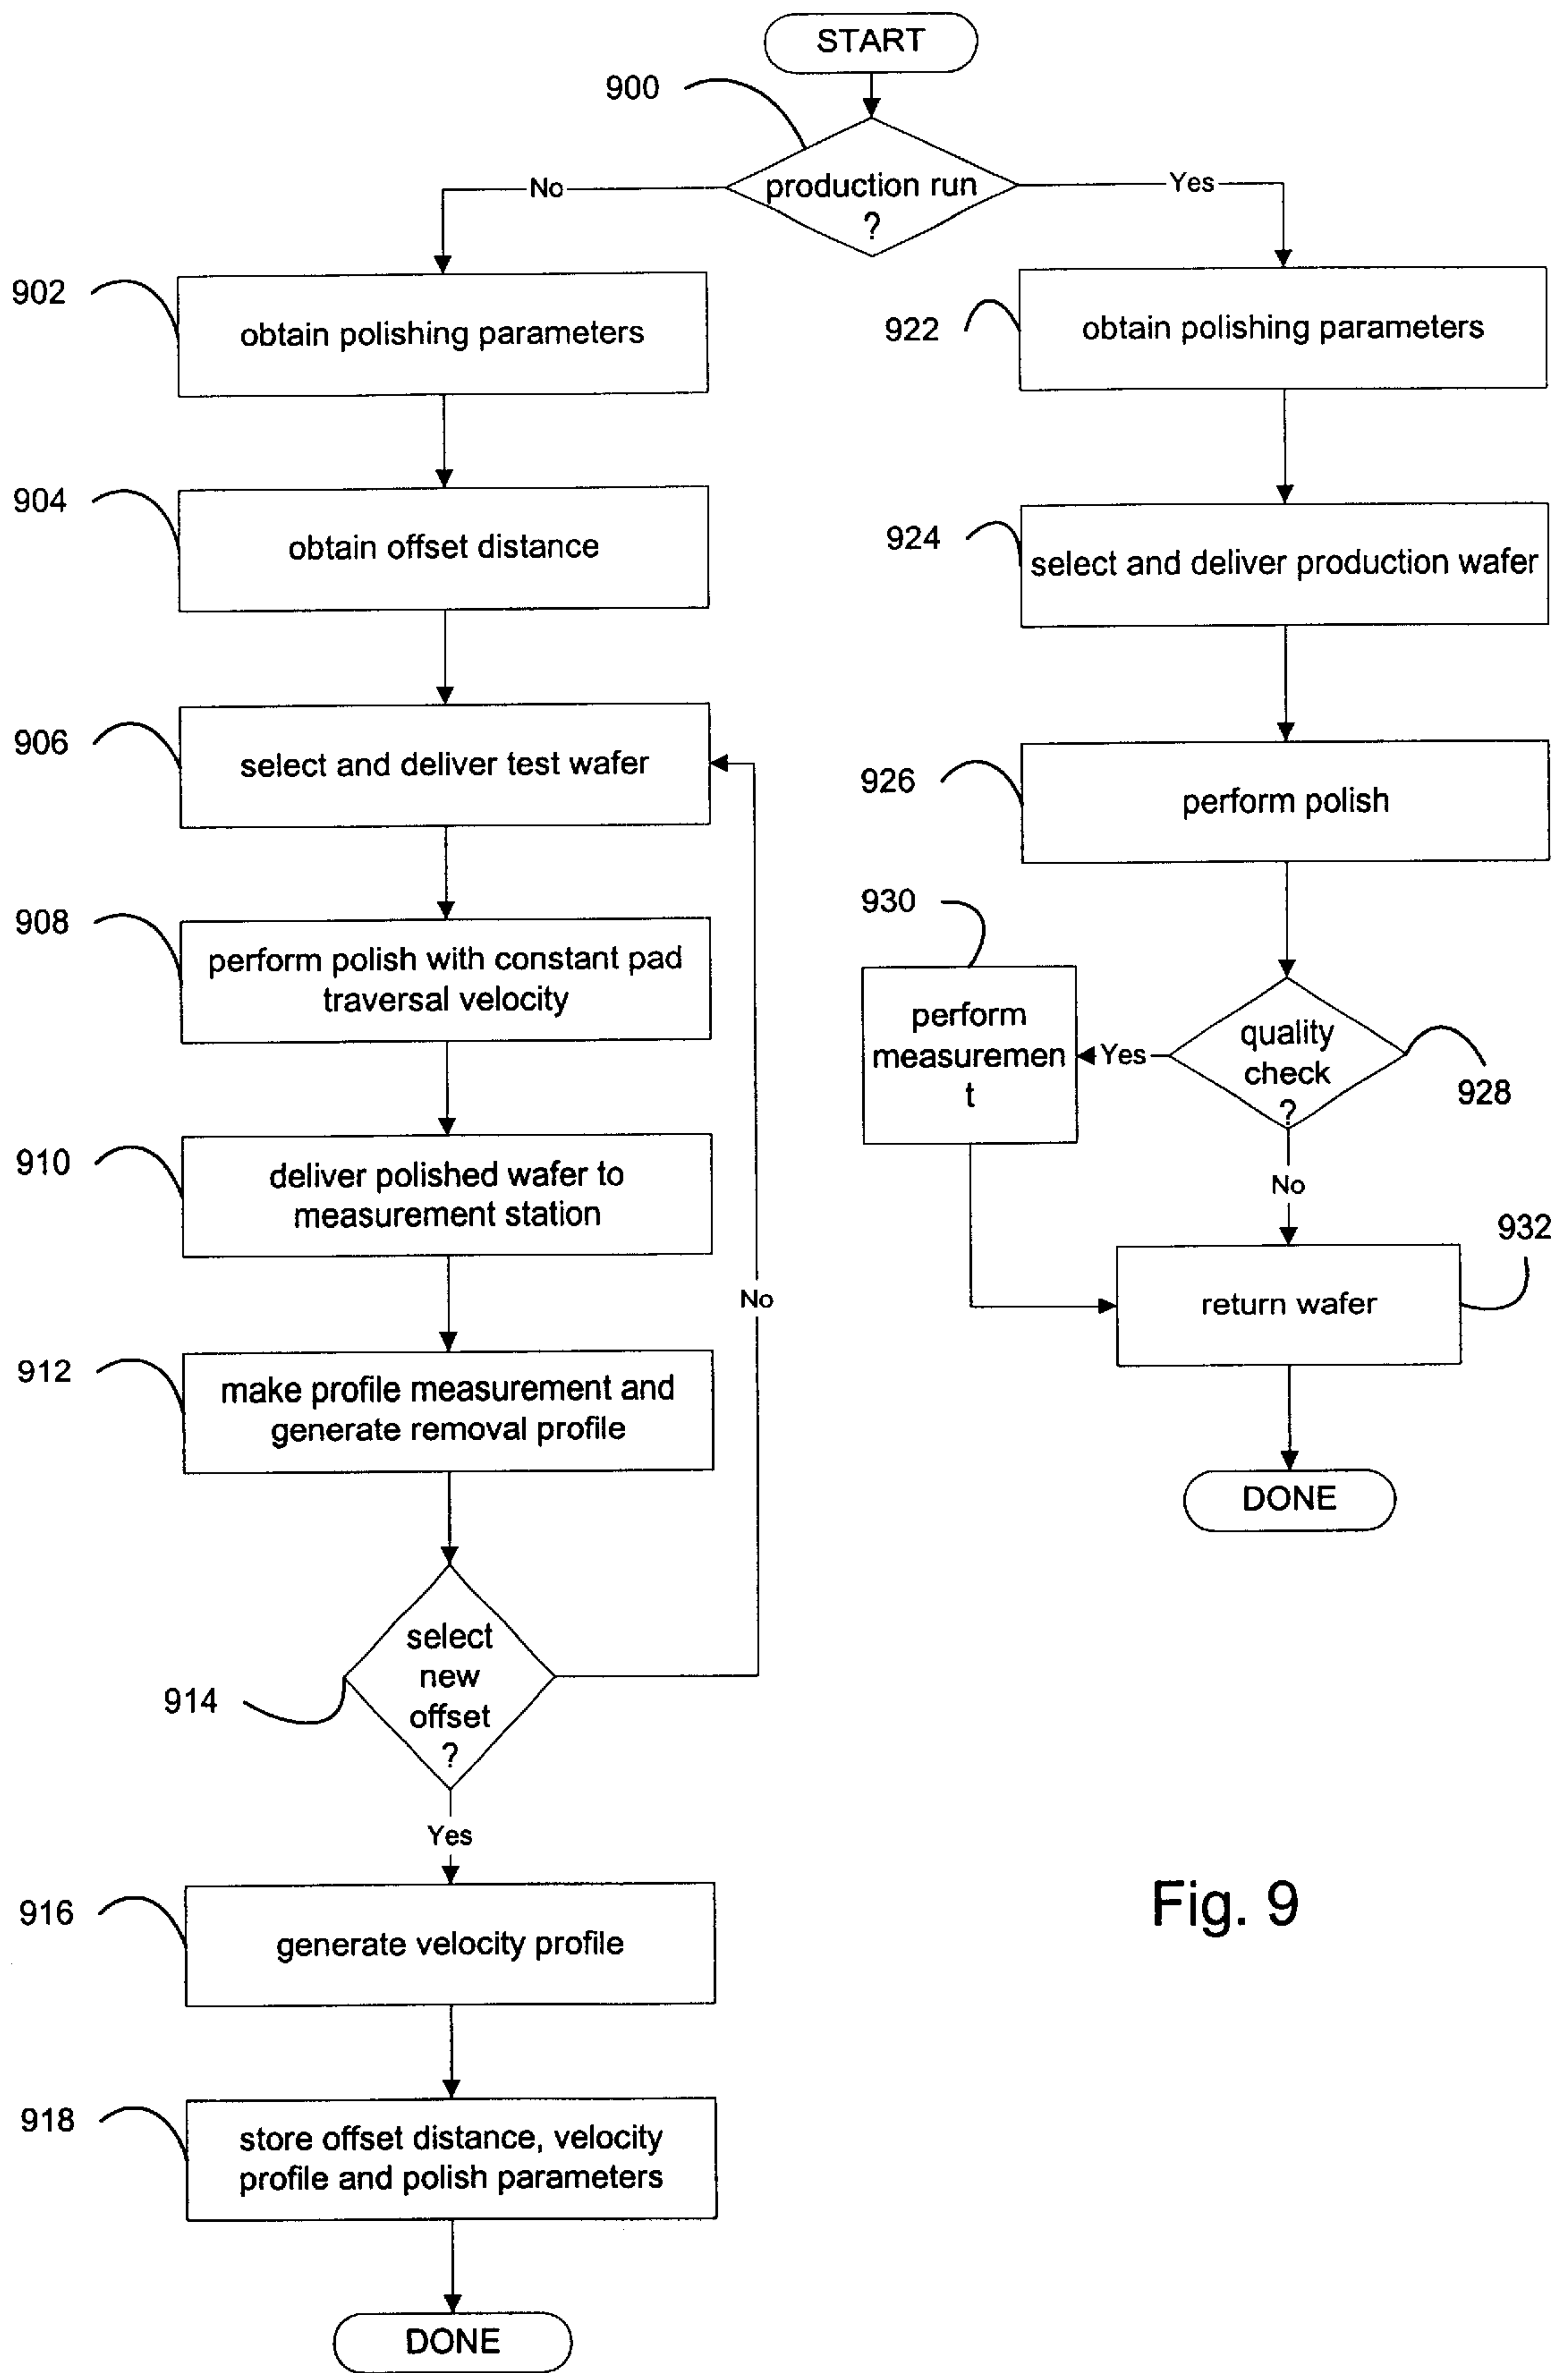 START
900
production run
?
No
Yes
902
obtain polishing parameters
904
obtain offset distance
906
select and deliver test wafer
908
perform polish with constant pad
traversal velocity
910
deliver polished wafer to
measurement station
912
make profile measurement and
generate removal profile
914
select
new
offset
?
No
Yes
916
generate velocity profile
918
store offset distance, velocity
profile and polish parameters
DONE
922
obtain polishing parameters
924
select and deliver production wafer
926
perform polish
928
quality
check
?
Yes
930
perform
measuremen
t
No
932
return wafer
DONE
Fig. 9